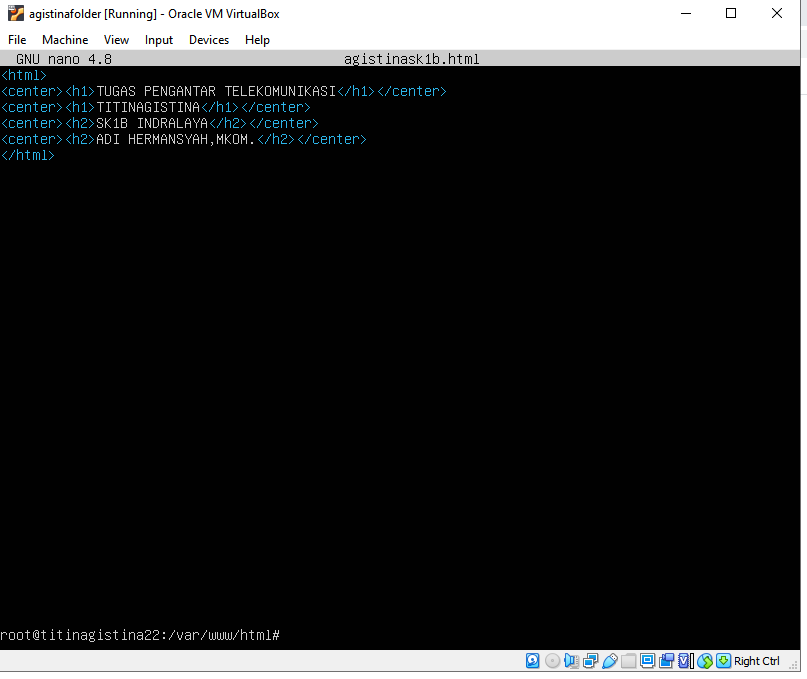 agistinafolder [Running] - Oracle VM VirtualBox
File Machine View Input Devices Help
GNU nano 4.8 agistinask1b.html
<html>
<center><h1>TUGAS PENGANTAR TELEKOMUNIKASI</h1></center>
<center><h1>TITINAGISTINA</h1></center>
<center><h2>SK1B INDRALAYA</h2></center>
<center><h2>ADI HERMANSYAH,MKOM.</h2></center>
</html>
root@titinagistina22:/var/www/html#
Right Ctrl